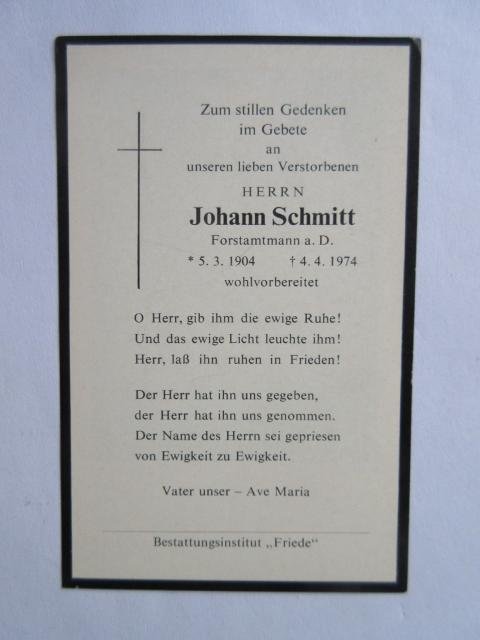 Zum stillen Gedenken
im Gebete
an
unseren lieben Verstorbenen
HERRN
Johann Schmitt
Forstamtmann a. D.
* 5. 3. 1904 † 4. 4. 1974
wohlvorbereitet
O Herr, gib ihm die ewige Ruhe!
Und das ewige Licht leuchte ihm!
Herr, laß ihn ruhen in Frieden!
Der Herr hat ihn uns gegeben,
der Herr hat ihn uns genommen.
Der Name des Herrn sei gepriesen
von Ewigkeit zu Ewigkeit.
Vater unser – Ave Maria
Bestattungsinstitut „Friede“